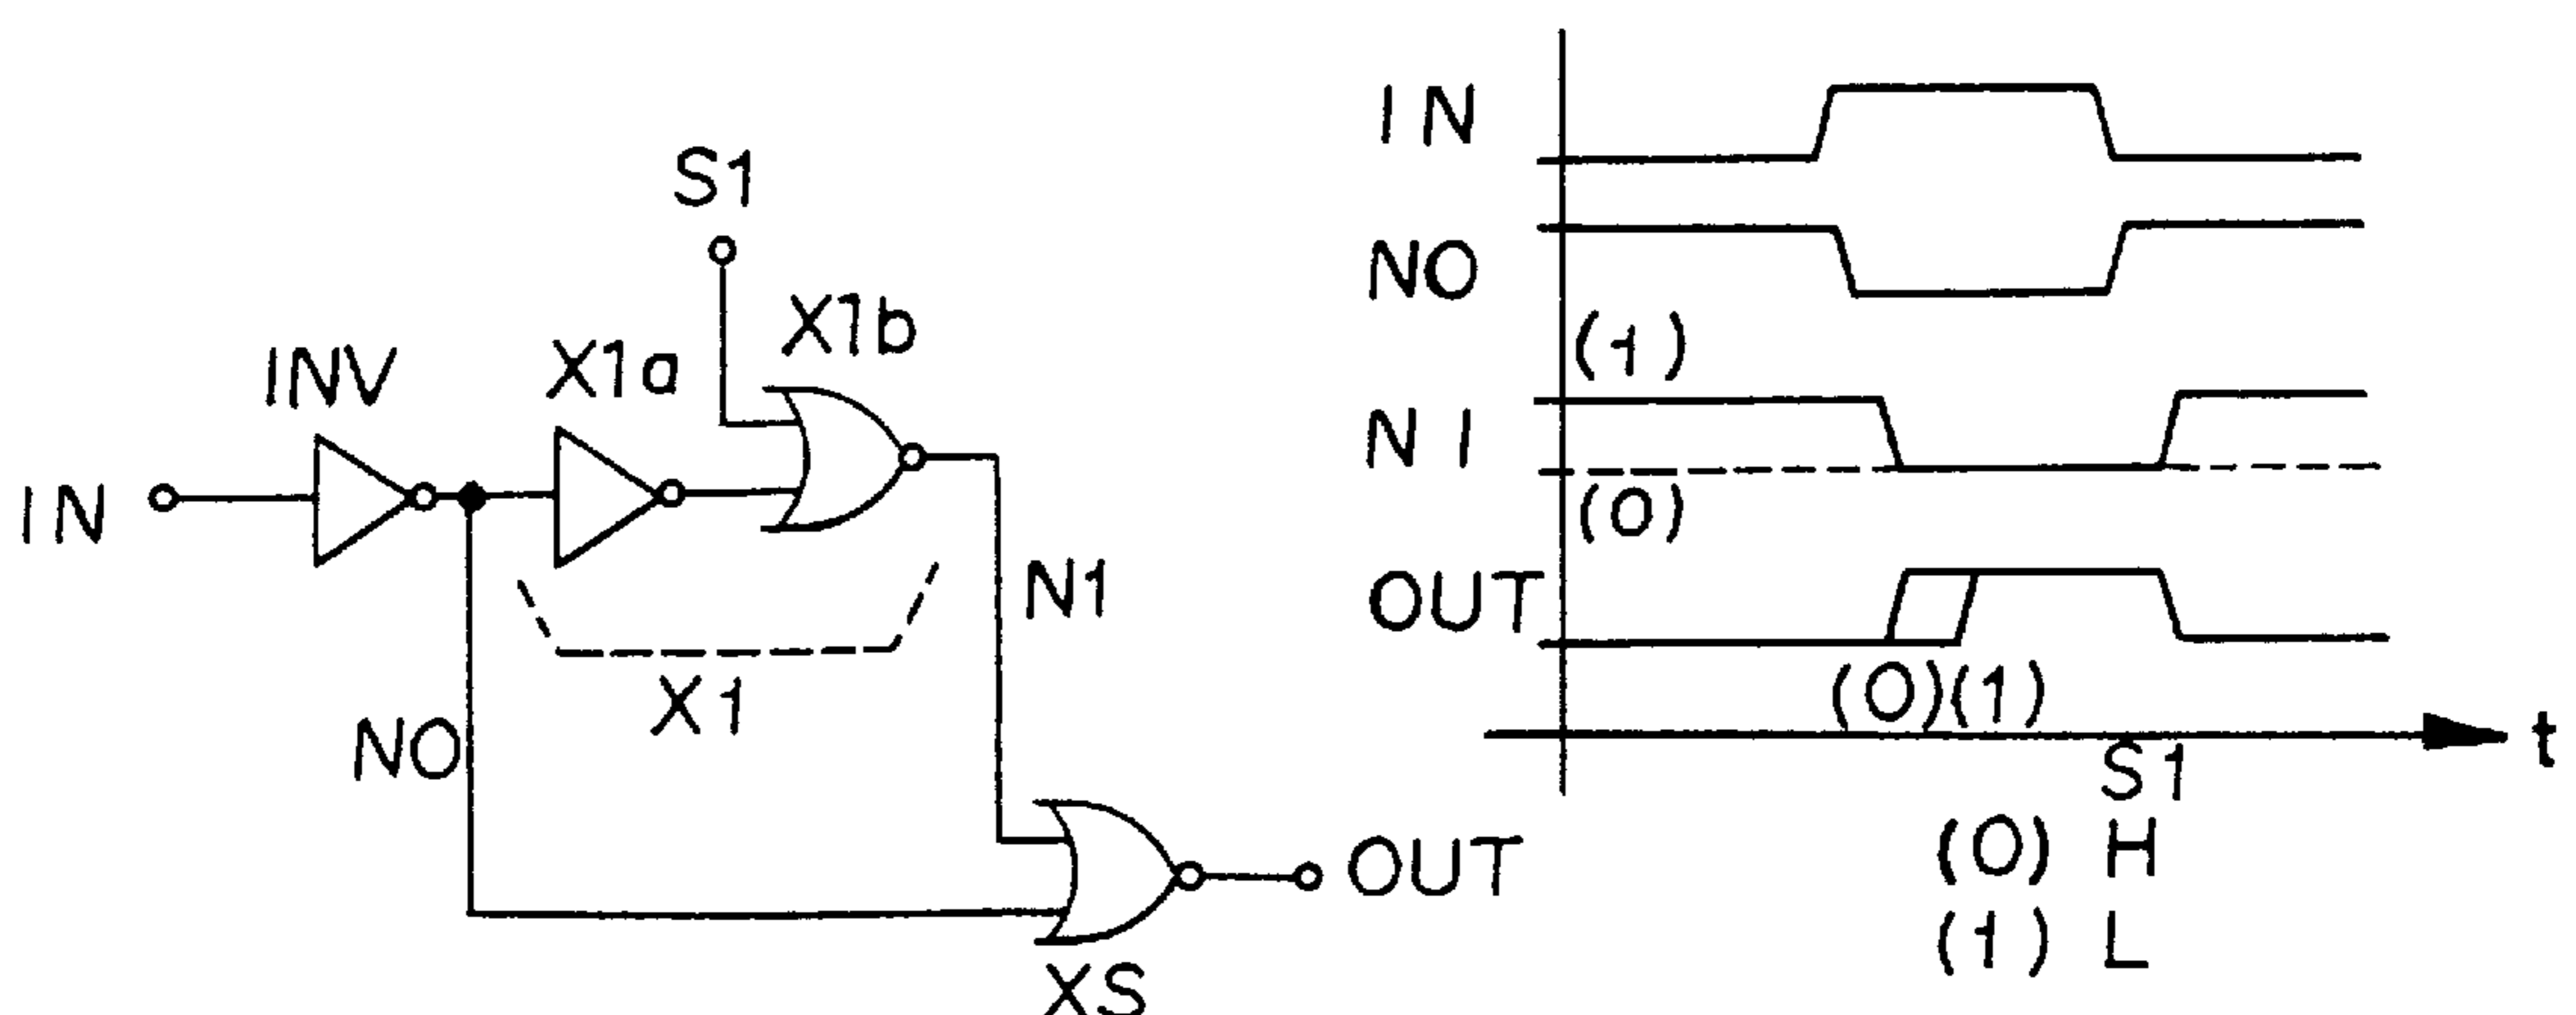 S1
X1b
INV
X1a
IN
N1
X1
NO
OUT
XS
IN
NO
(1)
NI
(0)
OUT
(0)(1)
t
S1
(0) H
(1) L